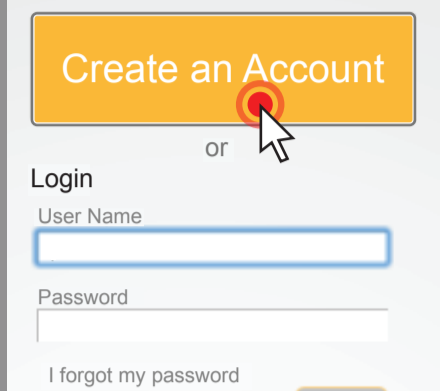 Create an Account
or
Login
User Name
Password
I forgot my password